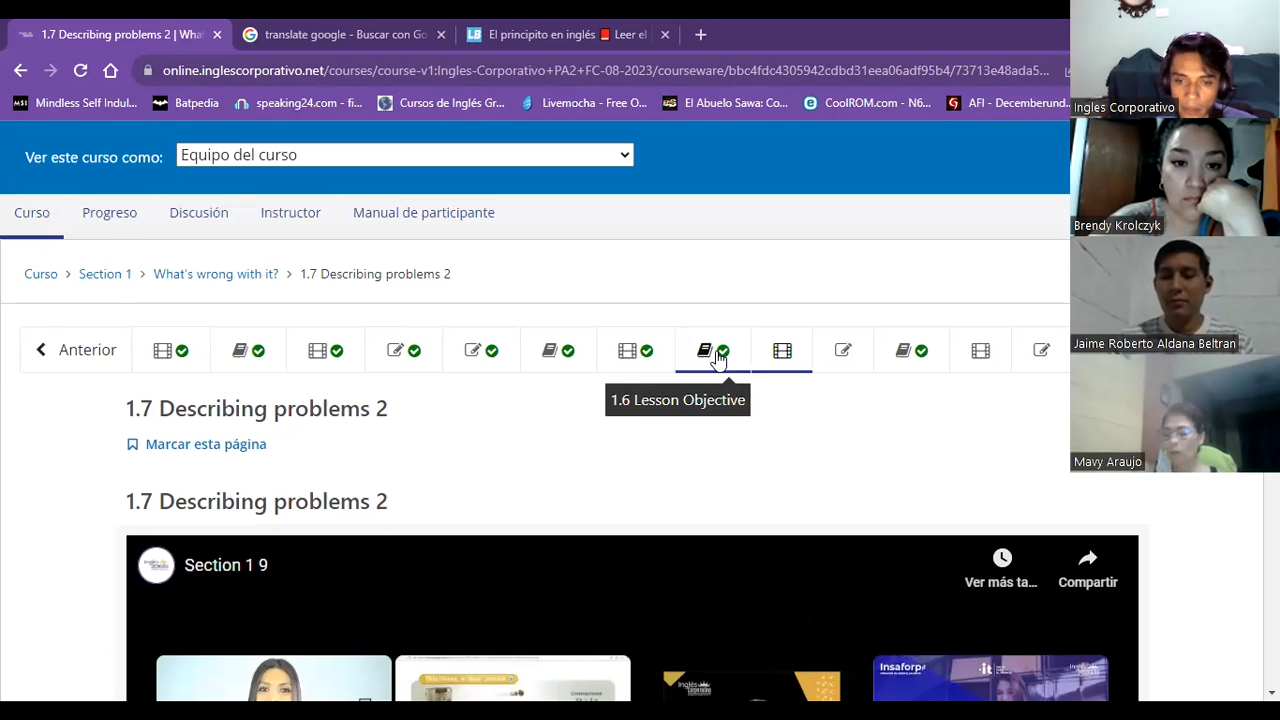 1.7 Describing problems 2 | Wha
translate google - Buscar con Go
El principito en inglés 📕 Leer el
online.inglescorporativo.net/courses/course-v1:Ingles-Corporativo+PA2+FC-08-2023/courseware/bbc4fdc4305942cdbd31eea06adf95b4/73713e48ada5...
Mindless Self Indul...
Batpedia
speaking24.com - fi...
Cursos de Inglés Gr...
Livemocha - Free O...
El Abuelo Sawa: Co...
CoolROM.com - N6...
AFI - Decemberund
Ingles Corporativo
Ver este curso como:
Equipo del curso
Curso
Progreso
Discusión
Instructor
Manual de participante
Brendy Krolczyk
Curso > Section 1 > What's wrong with it? > 1.7 Describing problems 2
Anterior
Jaime Roberto Aldana Beltran
1.6 Lesson Objective
1.7 Describing problems 2
Marcar esta página
Mavy Araujo
1.7 Describing problems 2
Section 1 9
Ver más ta...
Compartir
Insaforp